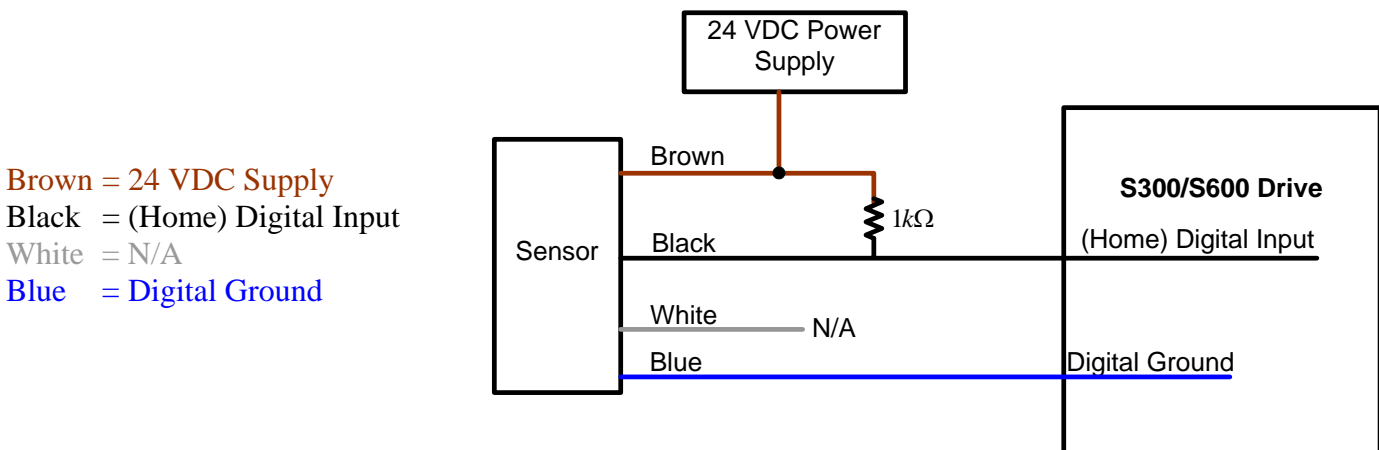 24 VDC Power
Supply
Brown = 24 VDC Supply
Black = (Home) Digital Input
White = N/A
Blue = Digital Ground
Sensor
Brown
1kΩ
Black
White
N/A
Blue
S300/S600 Drive
(Home) Digital Input
Digital Ground